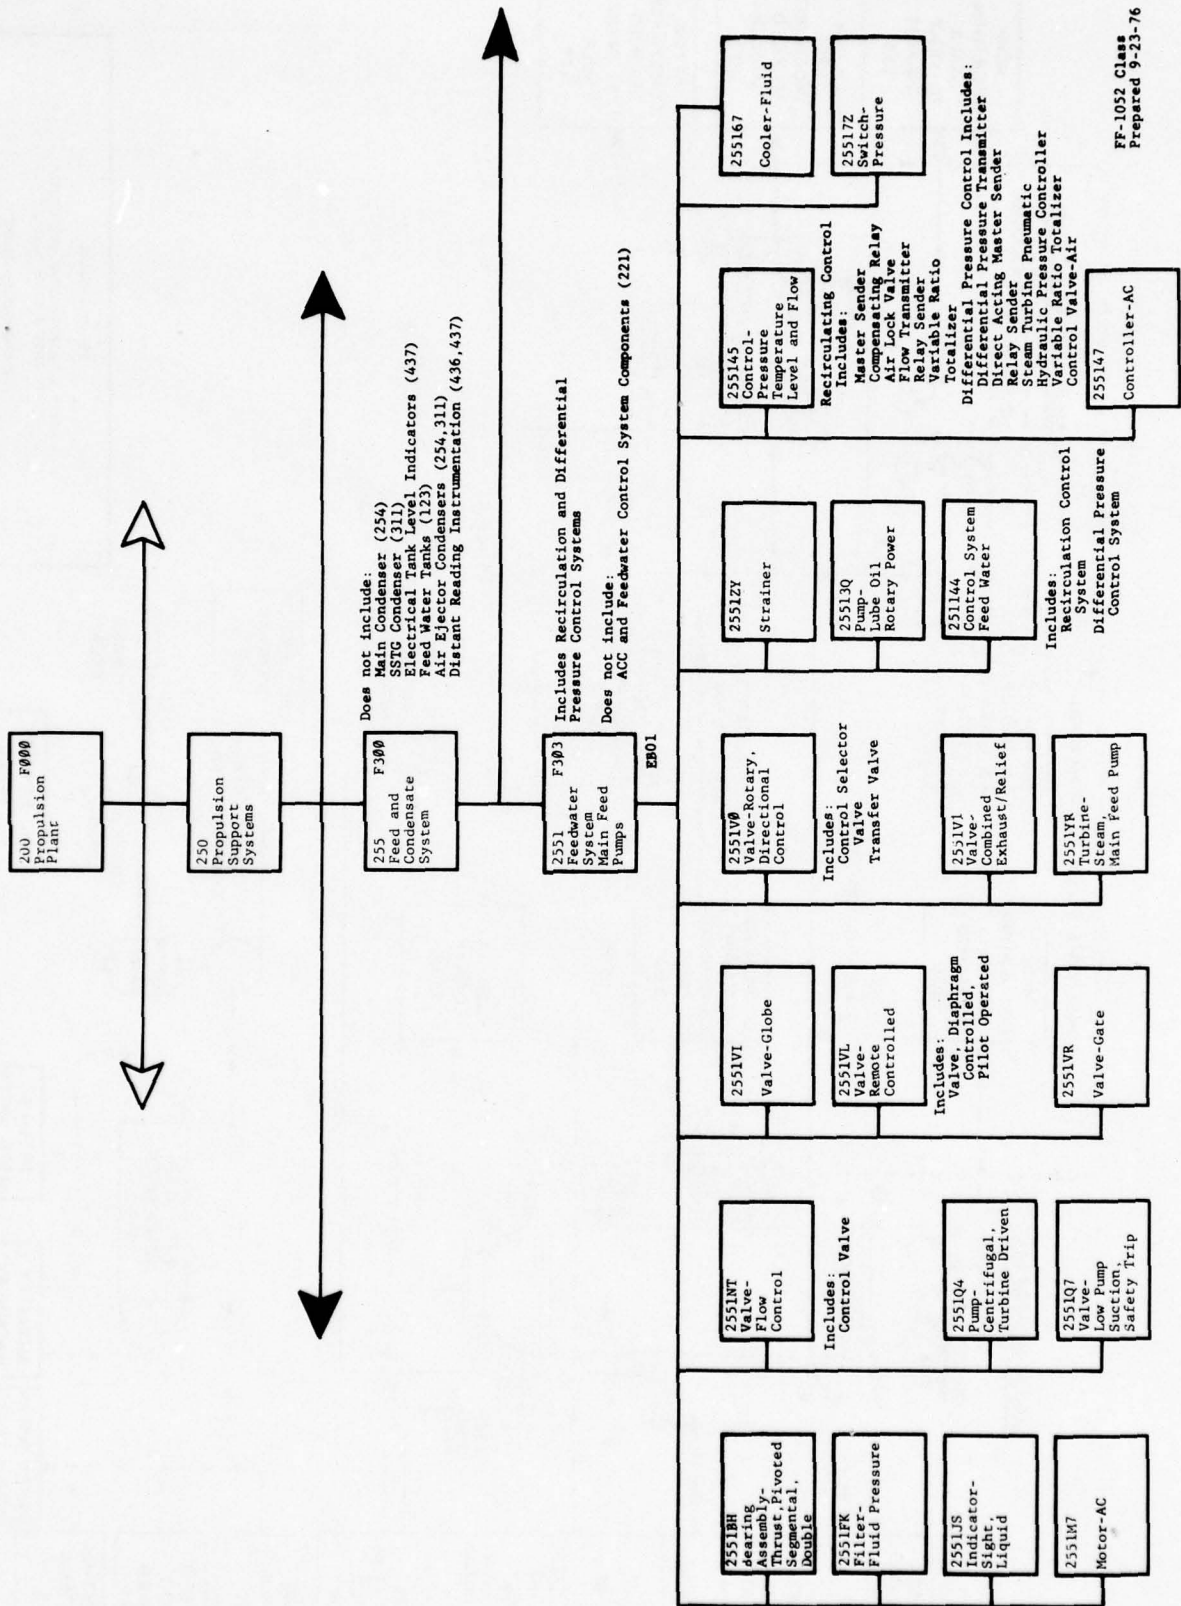 200 F000
Propulsion
Plant
250
Propulsion
Support
Systems
255 F300
Feed and
Condensate
System
Does not include:
Main Condenser (254)
SSTG Condenser (311)
Electrical Tank Level Indicators (437)
Feed Water Tanks (123)
Air Ejector Condensers (254,311)
Distant Reading Instrumentation (436,437)
2551 F303
Feedwater
System
Main Feed
Pumps
Includes Recirculation and Differential
Pressure Control Systems
Does not include:
ACC and Feedwater Control System Components (221)
EB01
2551BH
Bearing
Assembly-
Thrust,Pivoted
Segmental,
Double
2551FK
Filter-
Fluid Pressure
2551JS
Indicator-
Sight,
Liquid
2551M7
Motor-AC
2551NT
Valve-
Flow
Control
Includes:
Control Valve
2551Q4
Pump-
Centrifugal,
Turbine Driven
2551Q7
Valve-
Low Pump
Suction,
Safety Trip
2551VI
Valve-Globe
2551VL
Valve-
Remote
Controlled
Includes:
Valve, Diaphragm
Controlled,
Pilot Operated
2551VR
Valve-Gate
2551V0
Valve-Rotary,
Directional
Control
Includes:
Control Selector
Valve
Transfer Valve
2551V1
Valve-
Combined
Exhaust/Relief
2551YR
Turbine-
Steam,
Main Feed Pump
2551ZY
Strainer
25513Q
Pump-
Lube Oil
Rotary Power
251144
Control System
Feed Water
Includes:
Recirculation Control
System
Differential Pressure
Control System
255145
Control-
Pressure
Temperature
Level and Flow
Recirculating Control
Includes:
Master Sender
Compensating Relay
Air Lock Valve
Flow Transmitter
Relay Sender
Variable Ratio
Totalizer
Differential Pressure Control Includes:
Differential Pressure Transmitter
Direct Acting Master Sender
Relay Sender
Steam Turbine Pneumatic
Hydraulic Pressure Controller
Variable Ratio Totalizer
Control Valve-Air
255147
Controller-AC
255167
Cooler-Fluid
25517Z
Switch-
Pressure
FF-1052 Class
Prepared 9-23-76